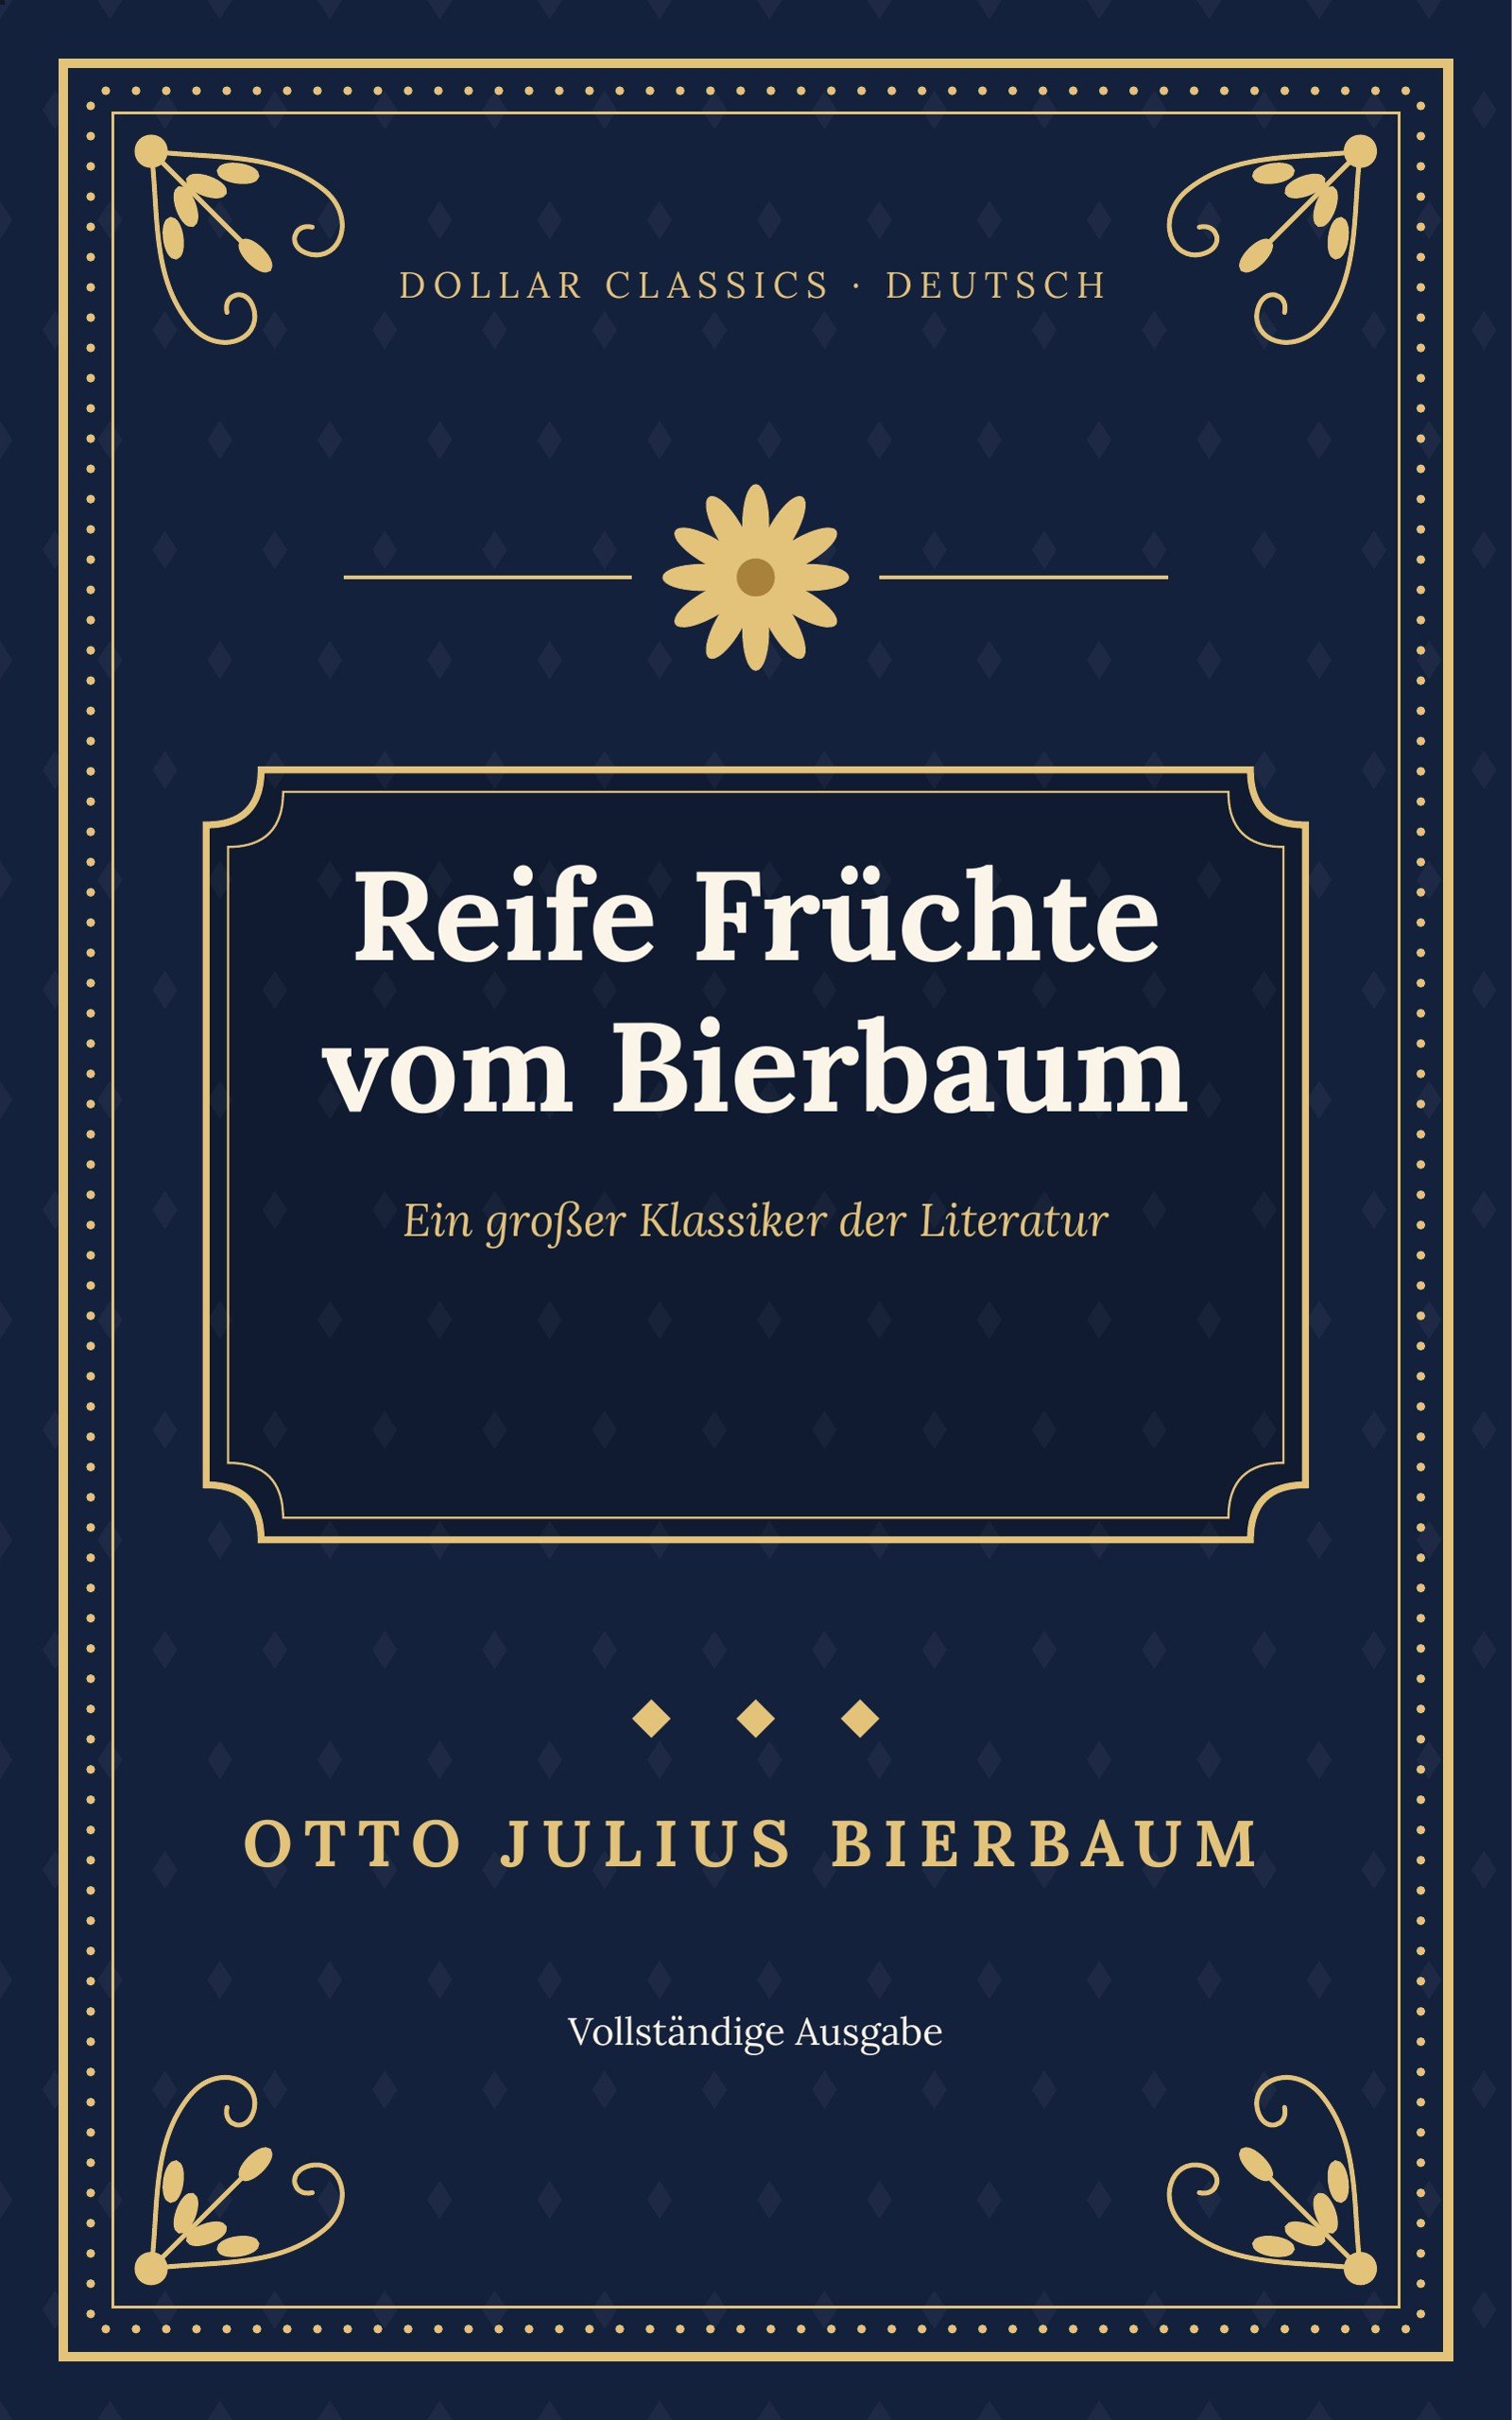 DOLLAR CLASSICS · DEUTSCH
Reife Früchte
vom Bierbaum
Ein großer Klassiker der Literatur
OTTO JULIUS BIERBAUM
Vollständige Ausgabe